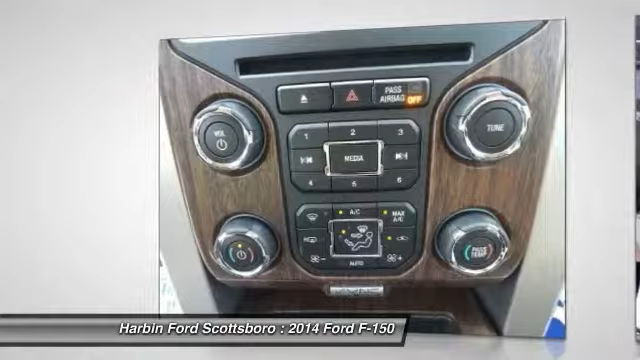 PASS
AIRBAG OFF
VOL
TUNE
1 2 3
MEDIA
4 5 6
A/C
MAX
A/C
AUTO
PASS
TEMP
Harbin Ford Scottsboro : 2014 Ford F-150